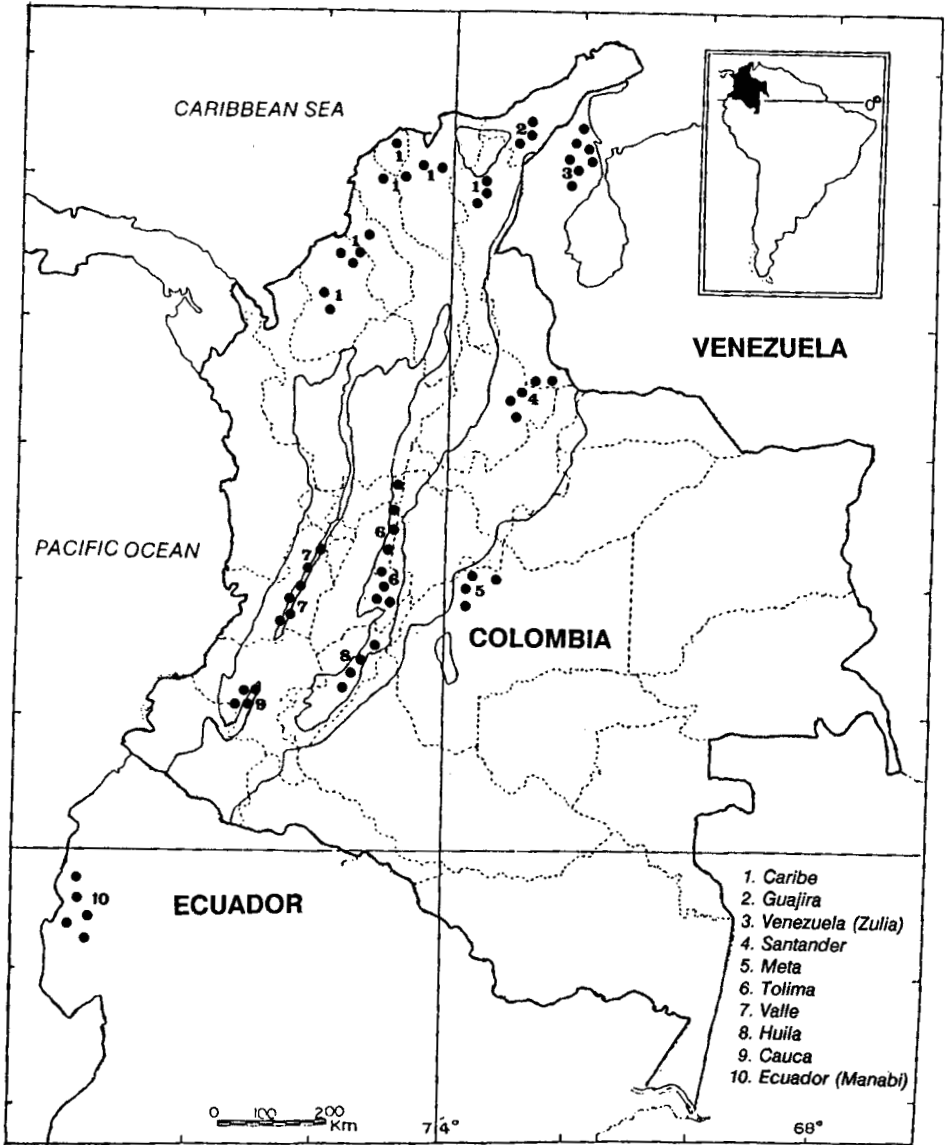 CARIBBEAN SEA
0°
2
1
3
1
1
1
1
1
VENEZUELA
4
6
PACIFIC OCEAN
7
6
5
7
COLOMBIA
8
9
10
ECUADOR
1. Caribe
2. Guajira
3. Venezuela (Zulia)
4. Santander
5. Meta
6. Tolima
7. Valle
8. Huila
9. Cauca
10. Ecuador (Manabi)
0 100 200
Km
74°
68°